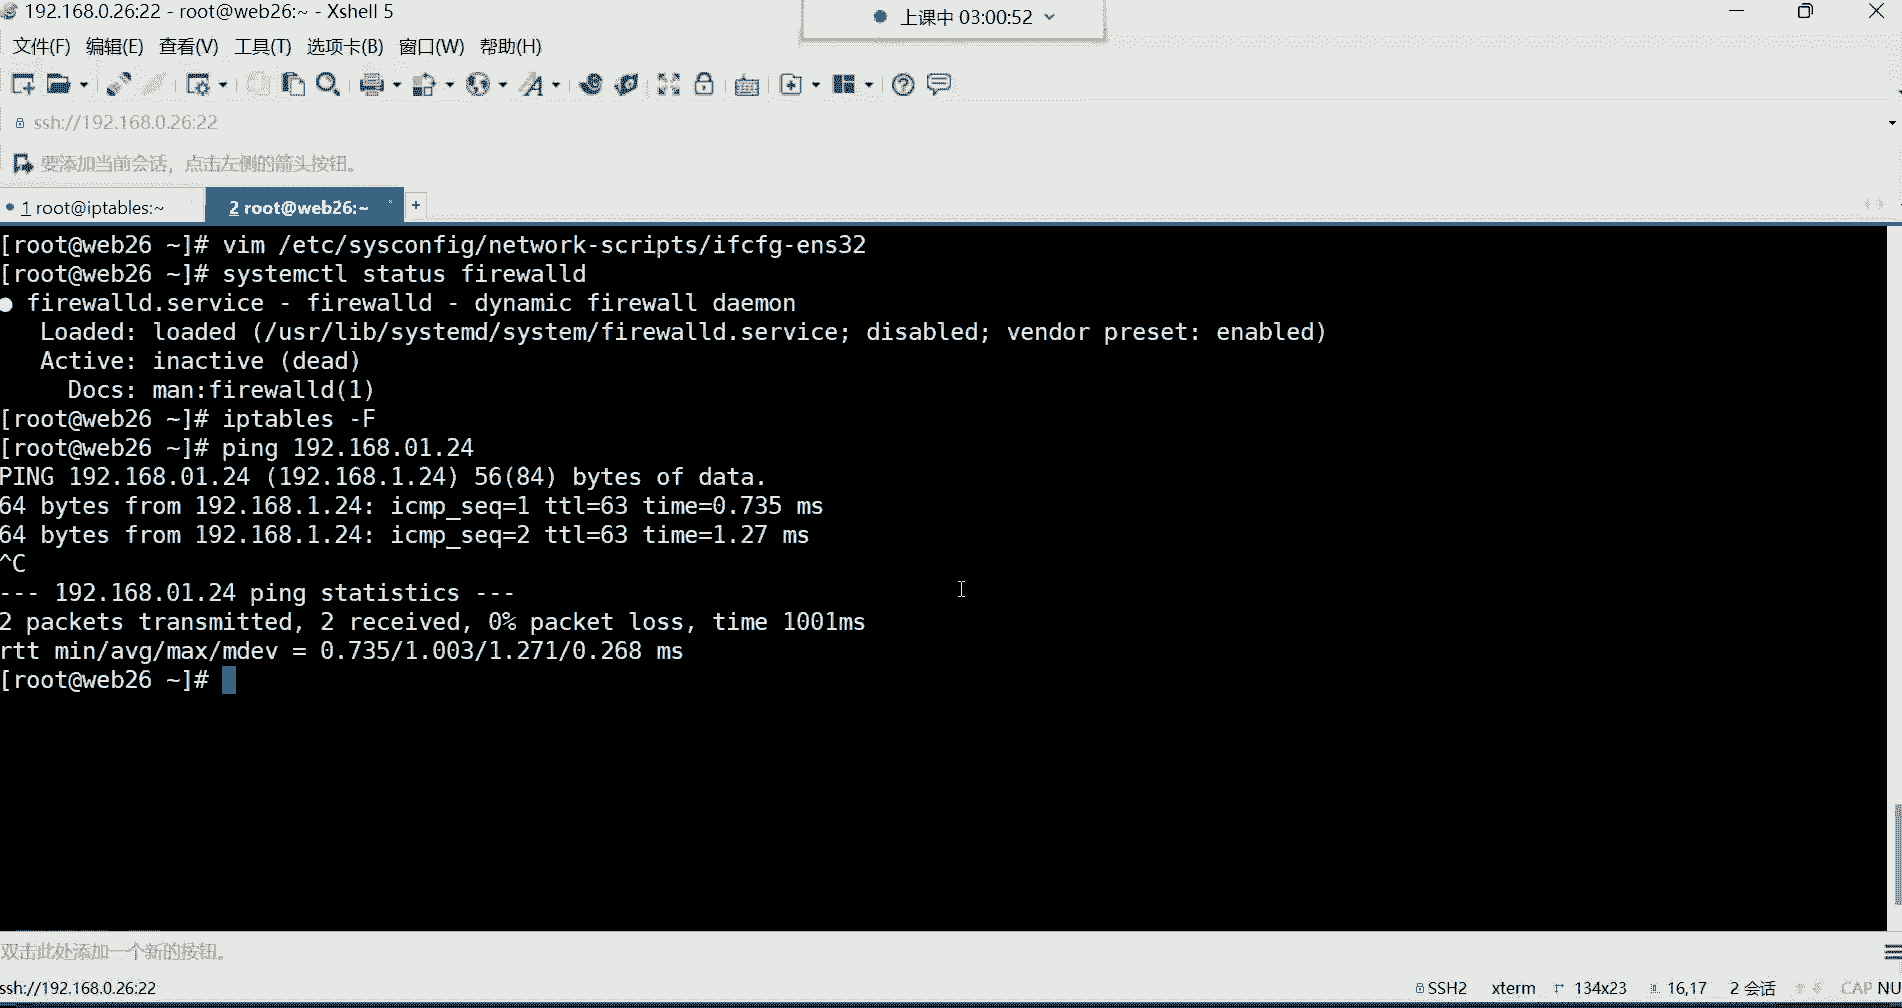 192.168.0.26:22 - root@web26:~ - Xshell 5
上课中 03:00:52
文件(F) 编辑(E) 查看(V) 工具(T) 选项卡(B) 窗口(W) 帮助(H)
ssh://192.168.0.26:22
要添加当前会话，点击左侧的箭头按钮。
1 root@iptables:~ 2 root@web26:~ +
[root@web26 ~]# vim /etc/sysconfig/network-scripts/ifcfg-ens32
[root@web26 ~]# systemctl status firewalld
● firewalld.service - firewalld - dynamic firewall daemon
Loaded: loaded (/usr/lib/systemd/system/firewalld.service; disabled; vendor preset: enabled)
Active: inactive (dead)
Docs: man:firewalld(1)
[root@web26 ~]# iptables -F
[root@web26 ~]# ping 192.168.01.24
PING 192.168.01.24 (192.168.1.24) 56(84) bytes of data.
64 bytes from 192.168.1.24: icmp_seq=1 ttl=63 time=0.735 ms
64 bytes from 192.168.1.24: icmp_seq=2 ttl=63 time=1.27 ms
^C
--- 192.168.01.24 ping statistics ---
2 packets transmitted, 2 received, 0% packet loss, time 1001ms
rtt min/avg/max/mdev = 0.735/1.003/1.271/0.268 ms
[root@web26 ~]#
双击此处添加一个新的按钮。
ssh://192.168.0.26:22 SSH2 xterm 134x23 16,17 2 会话 CAP NU